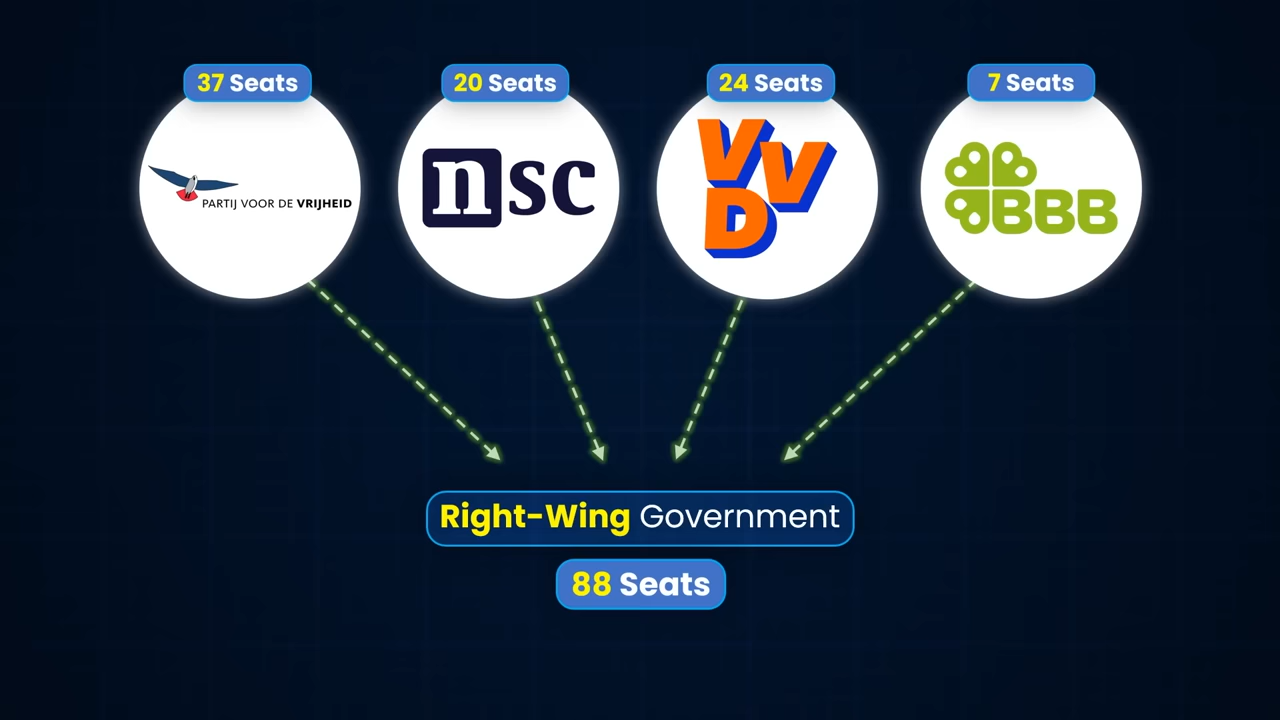 37 Seats
20 Seats
24 Seats
7 Seats
PARTIJ VOOR DE VRIJHEID
nsc
VVD
BBB
Right-Wing Government
88 Seats